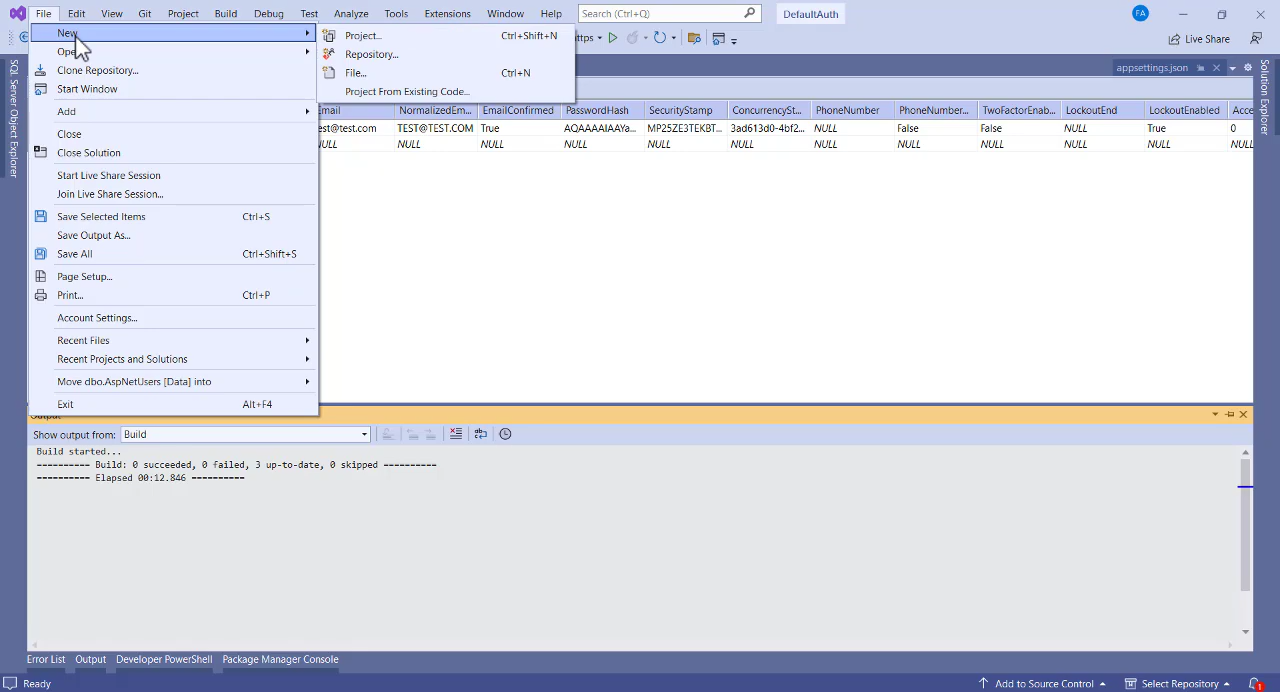 File Edit View Git Project Build Debug Test Analyze Tools Extensions Window Help Search (Ctrl+Q) DefaultAuth FA
New Project... Ctrl+Shift+N
Repository...
File... Ctrl+N
Project From Existing Code...
Clone Repository...
Start Window
Add
Close
Close Solution
Start Live Share Session
Join Live Share Session...
Save Selected Items Ctrl+S
Save Output As...
Save All Ctrl+Shift+S
Page Setup...
Print... Ctrl+P
Account Settings...
Recent Files
Recent Projects and Solutions
Move dbo.AspNetUsers [Data] into
Exit Alt+F4
Live Share
appsettings.json
SQL Server Object Explorer
Solution Explorer
NormalizedEm... EmailConfirmed PasswordHash SecurityStamp ConcurrencySt... PhoneNumber PhoneNumber... TwoFactorEnab... LockoutEnd LockoutEnabled Acce
est@test.com TEST@TEST.COM True AQAAAAIAAYa... MP25ZE3TEKBT... 3ad613d0-4bf2... NULL False False NULL True 0
NULL NULL NULL NULL NULL NULL NULL NULL NULL NULL NULL
Show output from: Build
Build started...
========== Build: 0 succeeded, 0 failed, 3 up-to-date, 0 skipped ==========
========== Elapsed 00:12.846 ==========
Error List Output Developer PowerShell Package Manager Console
Ready Add to Source Control Select Repository 1